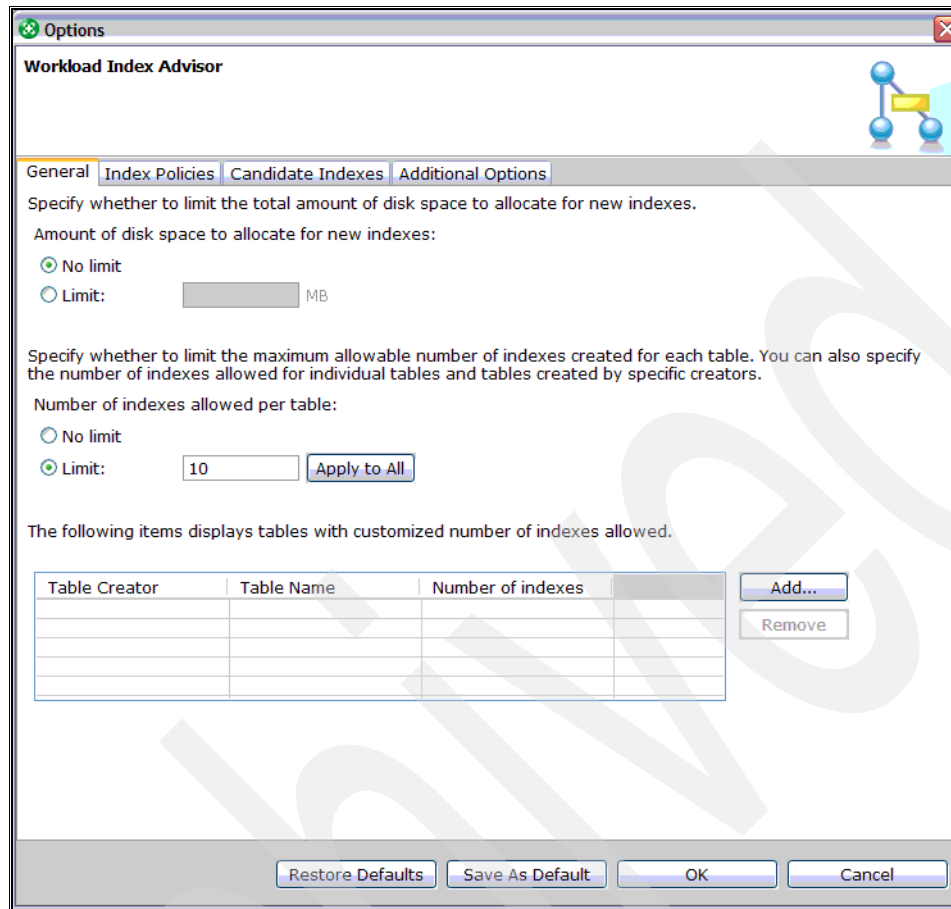 Options
Workload Index Advisor
General Index Policies Candidate Indexes Additional Options
Specify whether to limit the total amount of disk space to allocate for new indexes.
Amount of disk space to allocate for new indexes:
No limit
Limit: MB
Specify whether to limit the maximum allowable number of indexes created for each table. You can also specify
the number of indexes allowed for individual tables and tables created by specific creators.
Number of indexes allowed per table:
No limit
Limit: 10 Apply to All
The following items displays tables with customized number of indexes allowed.
Table Creator Table Name Number of indexes Add...
Remove
Restore Defaults Save As Default OK Cancel